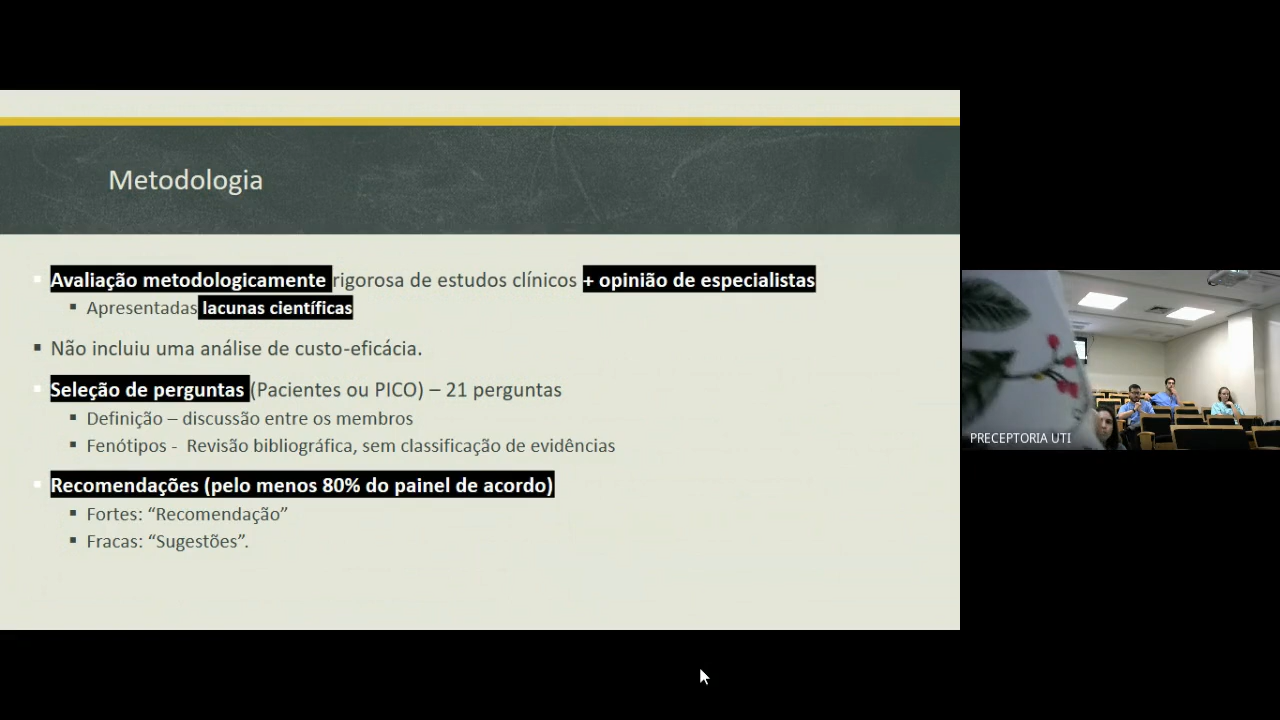 Metodologia
Avaliação metodologicamente rigorosa de estudos clínicos + opinião de especialistas
Apresentadas lacunas científicas
Não incluiu uma análise de custo-eficácia.
Seleção de perguntas (Pacientes ou PICO) – 21 perguntas
Definição – discussão entre os membros
Fenótipos - Revisão bibliográfica, sem classificação de evidências
Recomendações (pelo menos 80% do painel de acordo)
Fortes: “Recomendação”
Fracas: “Sugestões”.
PRECEPTORIA UTI